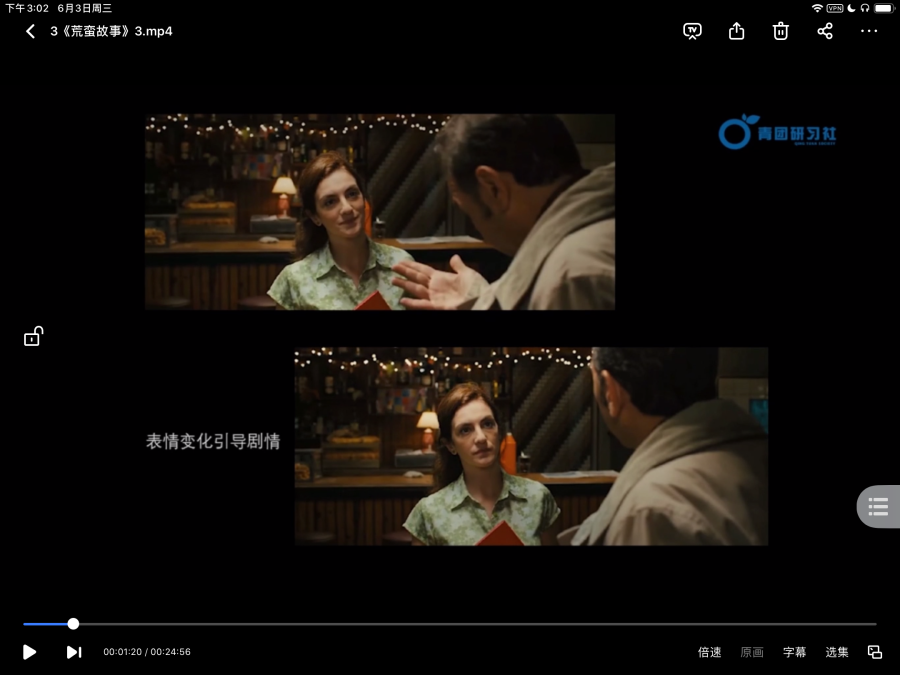 下午3:02 6月3日周三
VPN
3《荒蛮故事》3.mp4
TV
青团研习社
表情变化引导剧情
00:01:20 / 00:24:56
倍速 原画 字幕 选集